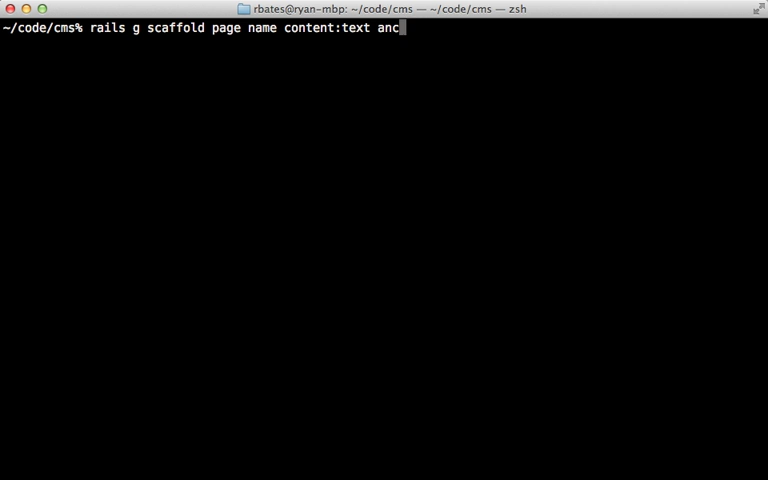 rbates@ryan-mbp: ~/code/cms — ~/code/cms — zsh
~/code/cms% rails g scaffold page name content:text anc